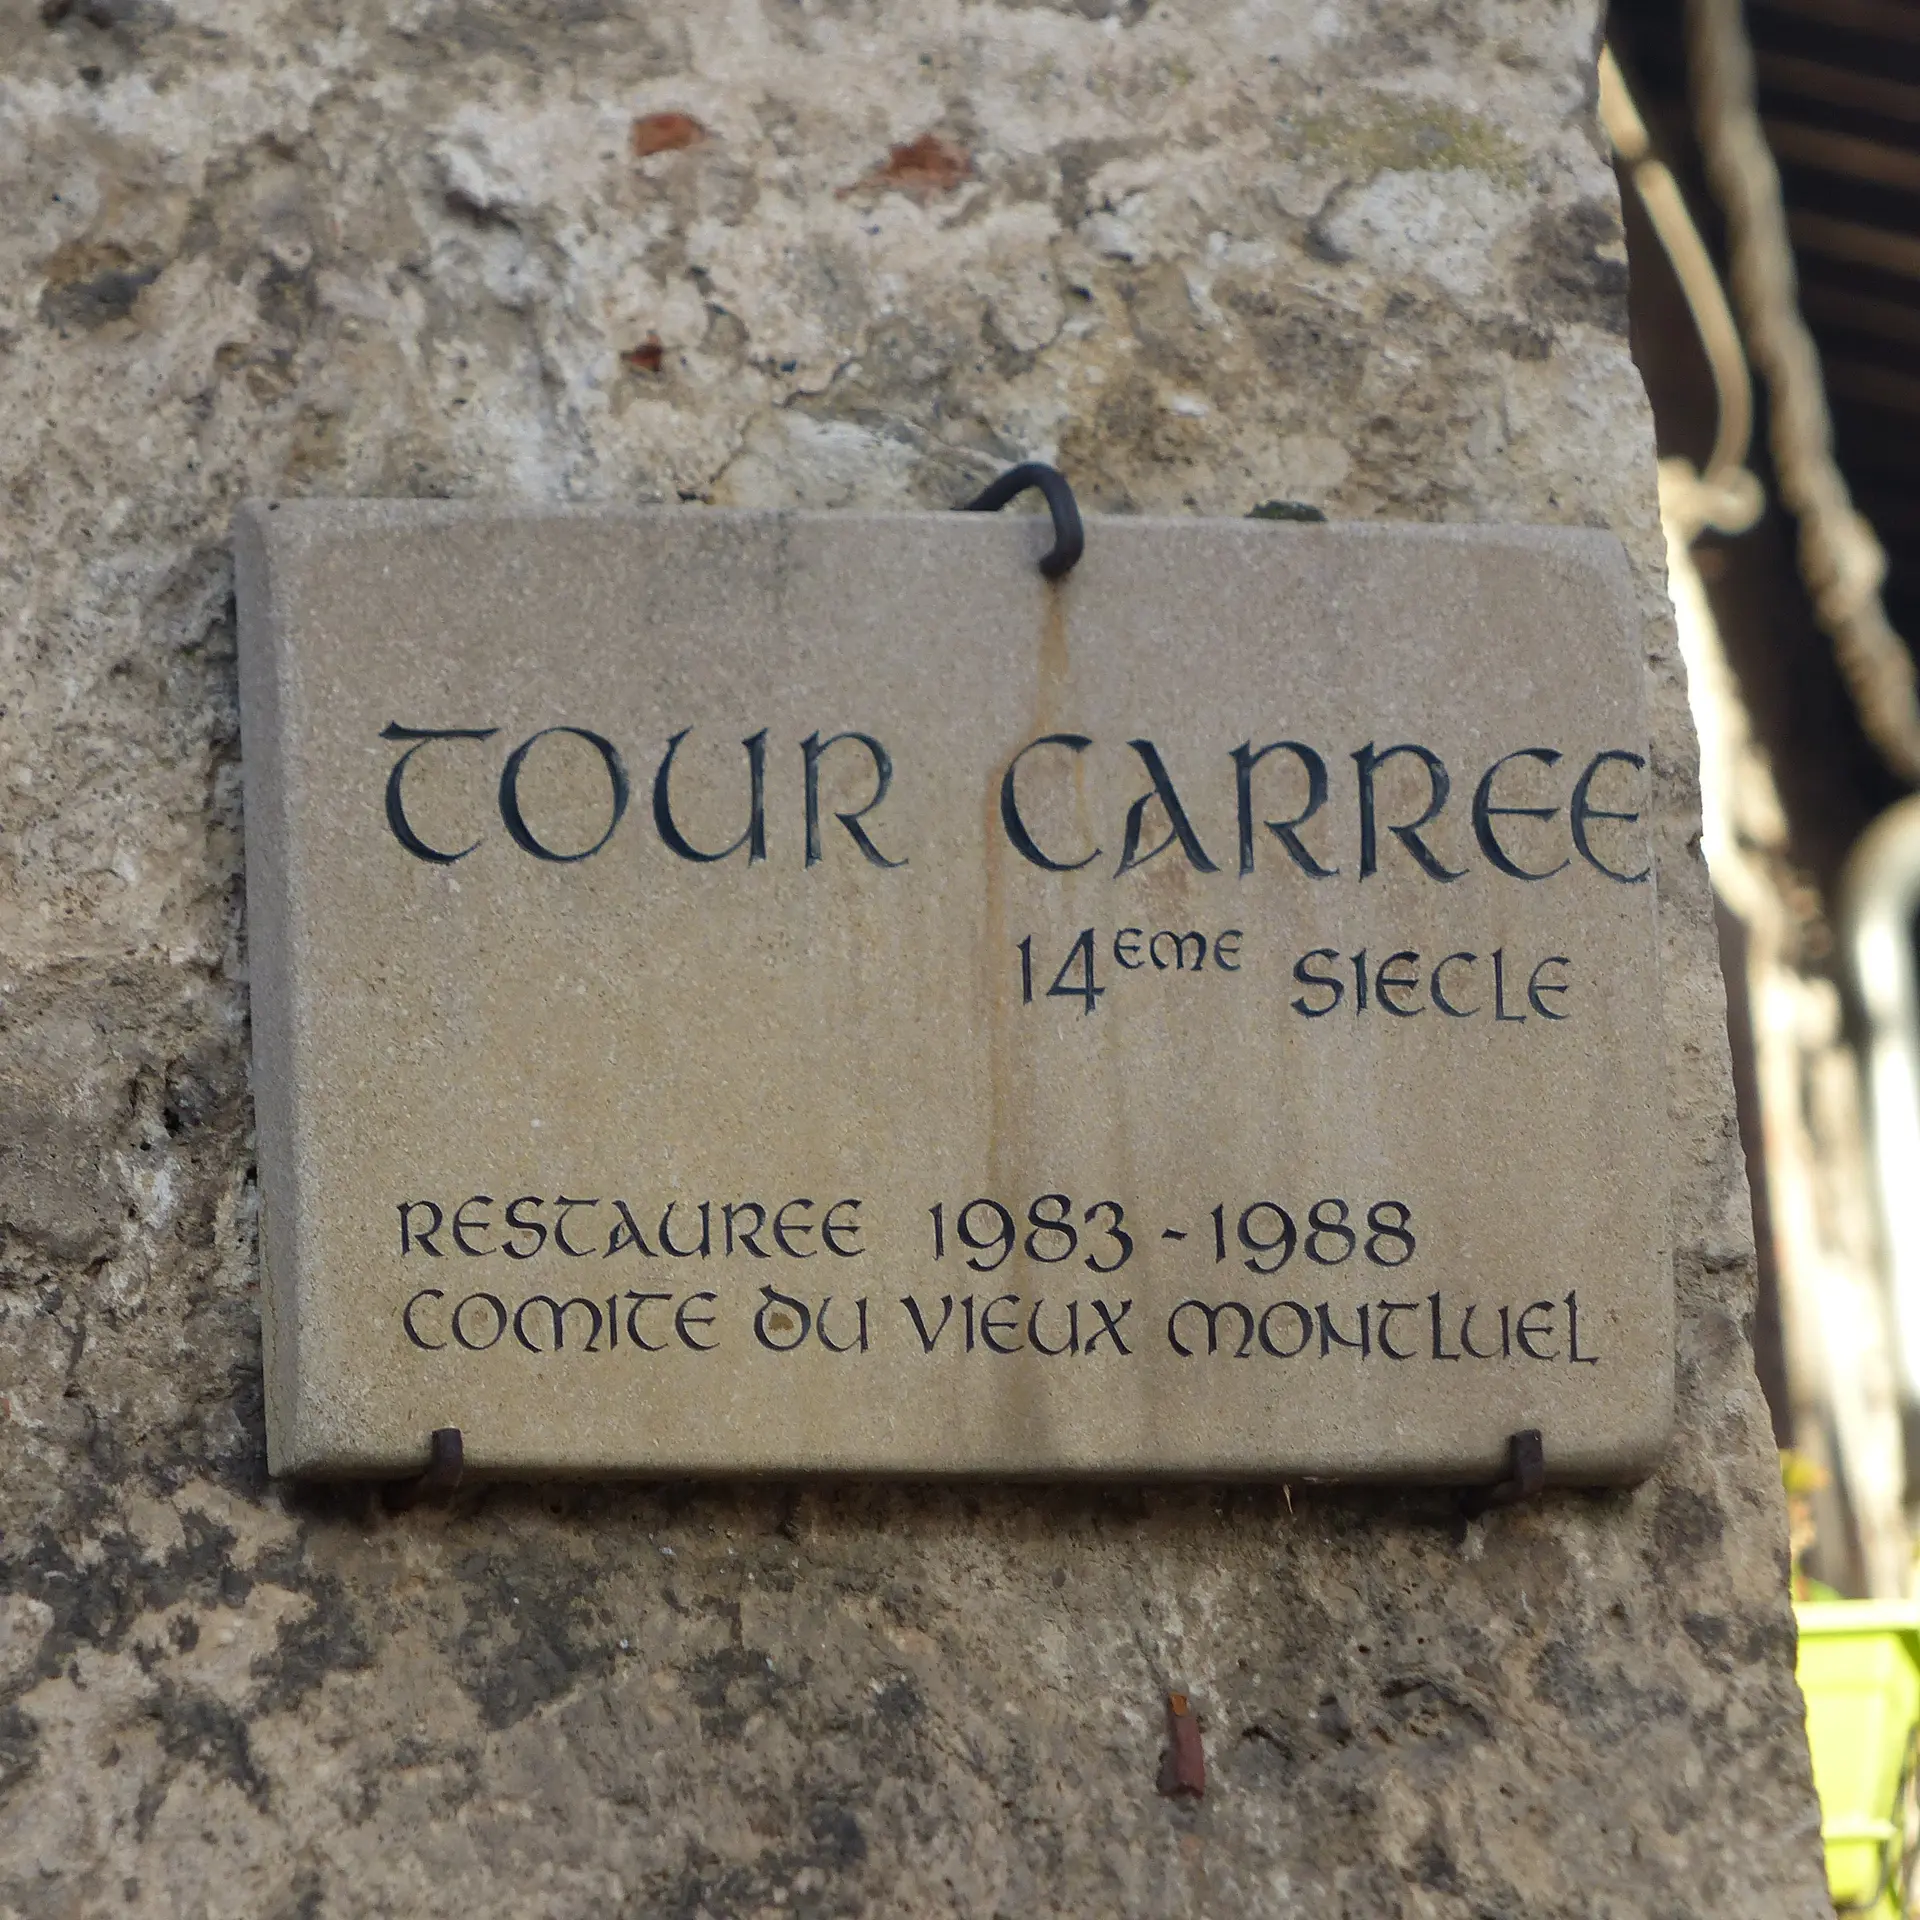 TOUR CARREE
14EME SIECLE
RESTAUREE 1983-1988
COMITE DU VIEUX MONTLUEL